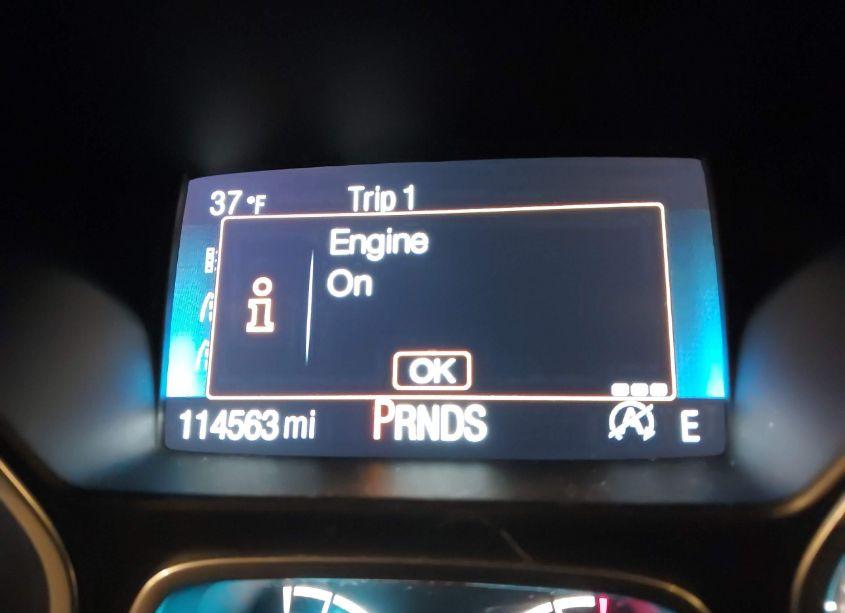 37 °F Trip 1
Engine
On
i
OK
114563 mi PRNDS A E